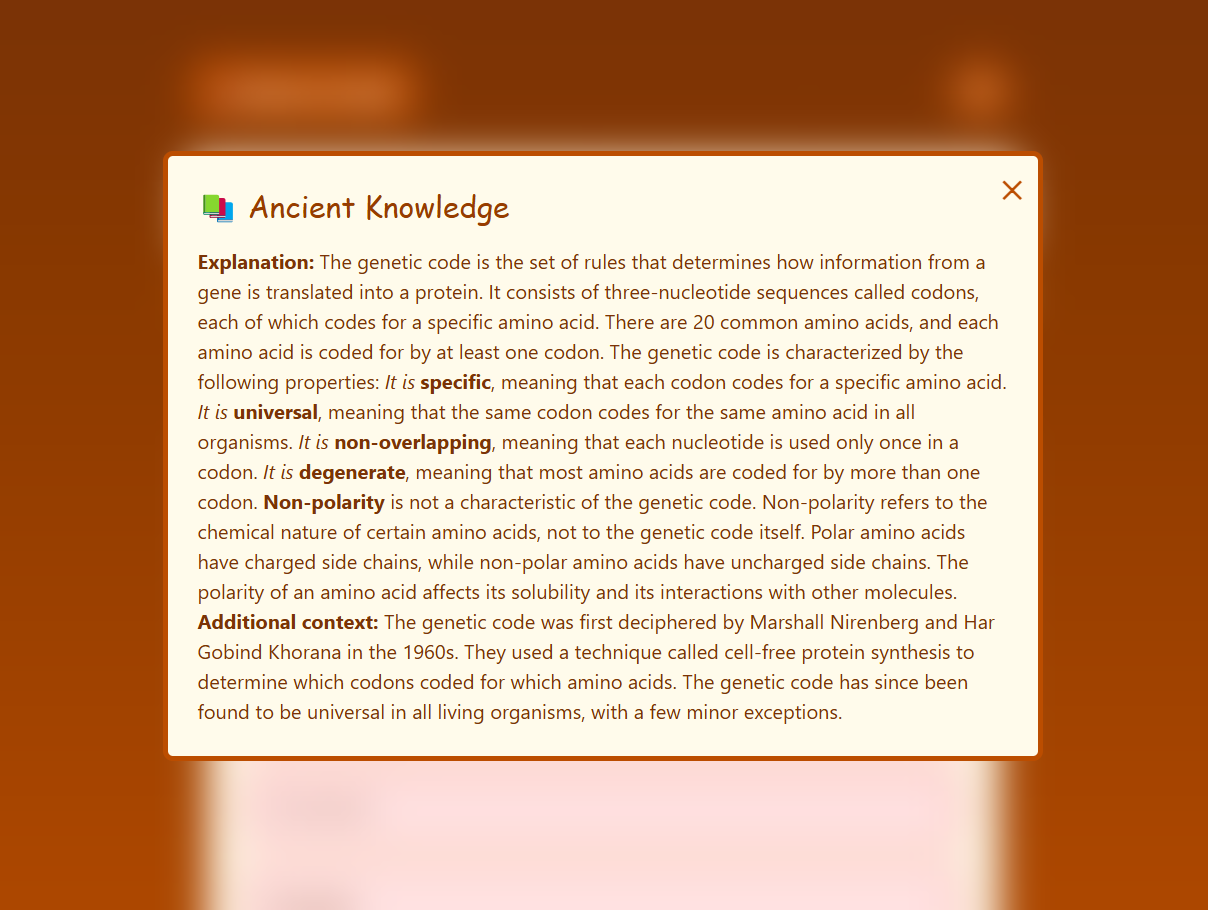 Ancient Knowledge
Explanation: The genetic code is the set of rules that determines how information from a
gene is translated into a protein. It consists of three-nucleotide sequences called codons,
each of which codes for a specific amino acid. There are 20 common amino acids, and each
amino acid is coded for by at least one codon. The genetic code is characterized by the
following properties: It is specific, meaning that each codon codes for a specific amino acid.
It is universal, meaning that the same codon codes for the same amino acid in all
organisms. It is non-overlapping, meaning that each nucleotide is used only once in a
codon. It is degenerate, meaning that most amino acids are coded for by more than one
codon. Non-polarity is not a characteristic of the genetic code. Non-polarity refers to the
chemical nature of certain amino acids, not to the genetic code itself. Polar amino acids
have charged side chains, while non-polar amino acids have uncharged side chains. The
polarity of an amino acid affects its solubility and its interactions with other molecules.
Additional context: The genetic code was first deciphered by Marshall Nirenberg and Har
Gobind Khorana in the 1960s. They used a technique called cell-free protein synthesis to
determine which codons coded for which amino acids. The genetic code has since been
found to be universal in all living organisms, with a few minor exceptions.